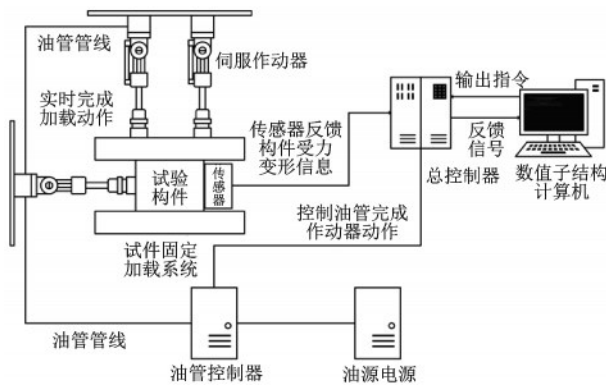 油管管线
伺服作动器
实时完成
加载动作
传感器反馈
构件受力
变形信息
输出指令
反馈
信号
总控制器
数值子结构
计算机
试验
构件
传感器
控制油管完成
作动器动作
试件固定
加载系统
油管管线
油管控制器
油源电源